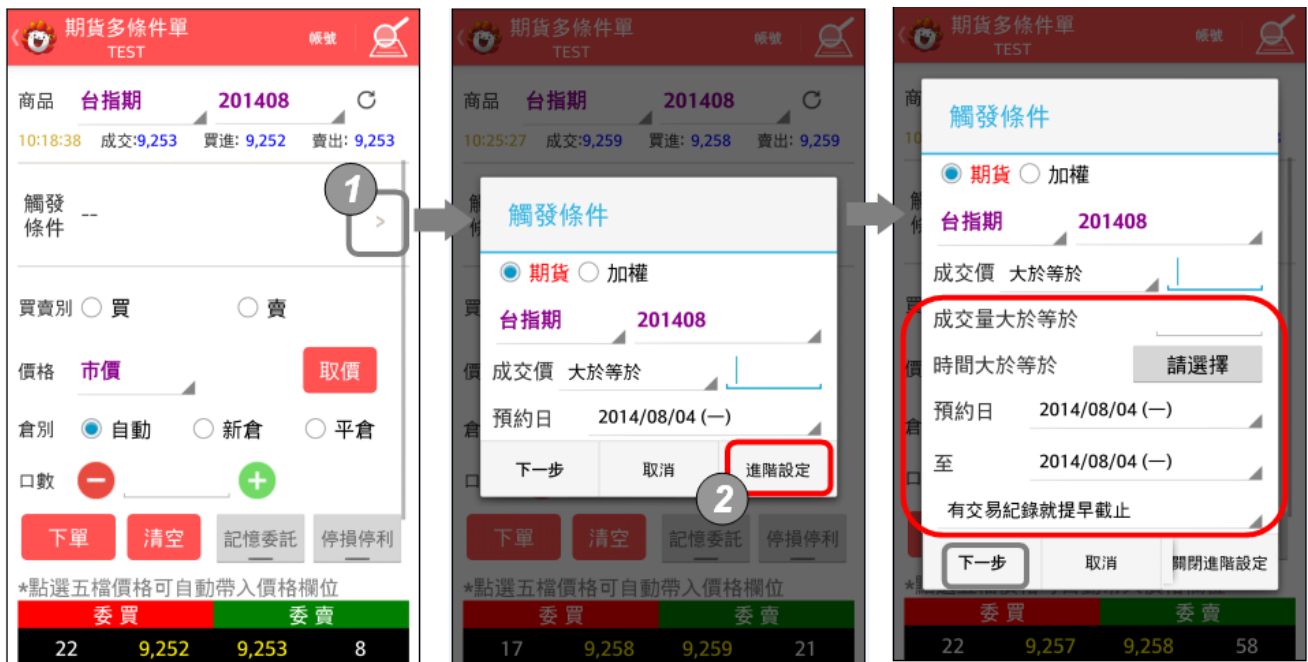 期貨多條件單
TEST
帳號
商品 台指期 201408
10:18:38 成交:9,253 買進: 9,252 賣出: 9,253
1
觸發
條件 --
>
買賣別 買 賣
價格 市價 取價
倉別 自動 新倉 平倉
口數
下單 清空 記憶委託 停損停利
*點選五檔價格可自動帶入價格欄位
委買 委賣
22 9,252 9,253 8
期貨多條件單
TEST
帳號
商品 台指期 201408
10:25:27 成交:9,259 買進: 9,258 賣出: 9,259
觸發條件
期貨 加權
台指期 201408
成交價 大於等於
預約日 2014/08/04 (一)
下一步 取消 進階設定
2
下單 清空 記憶委託 停損停利
*點選五檔價格可自動帶入價格欄位
委買 委賣
17 9,258 9,259 21
期貨多條件單
TEST
帳號
商
觸發條件
期貨 加權
台指期 201408
成交價 大於等於
成交量大於等於
時間大於等於 請選擇
預約日 2014/08/04 (一)
至 2014/08/04 (一)
有交易紀錄就提早截止
下一步 取消 關閉進階設定
委買 委賣
22 9,257 9,258 58